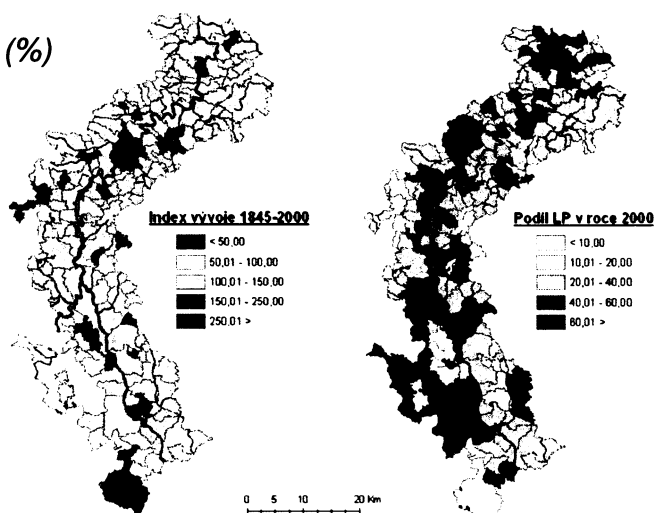 (%)
Index vývoje 1845-2000
< 50,00
50,01 - 100,00
100,01 - 150,00
150,01 - 250,00
250,01 >
Podíl LP v roce 2000
< 10,00
10,01 - 20,00
20,01 - 40,00
40,01 - 60,00
60,01 >
0 5 10 20 Km